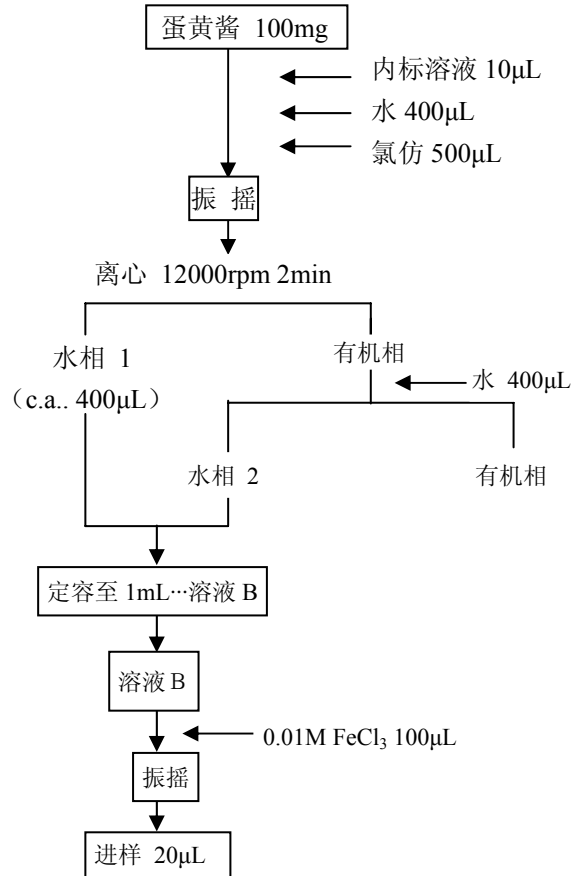 蛋黄酱 100mg
内标溶液 10μL
水 400μL
氯仿 500μL
振 摇
离心 12000rpm 2min
水相 1
（c.a.. 400μL）
有机相
水 400μL
水相 2
有机相
定容至 1mL···溶液 B
溶液 B
0.01M FeCl₃ 100μL
振摇
进样 20μL